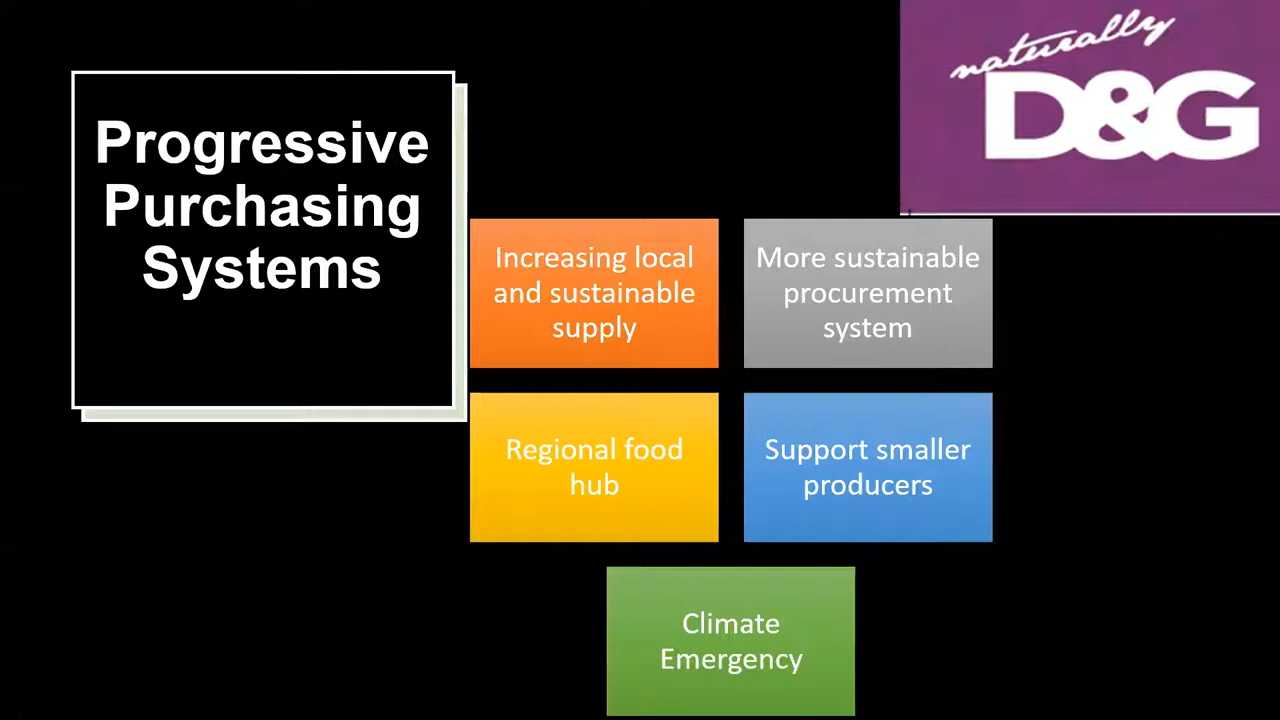 Progressive
Purchasing
Systems
naturally
D&G
Increasing local
and sustainable
supply
More sustainable
procurement
system
Regional food
hub
Support smaller
producers
Climate
Emergency